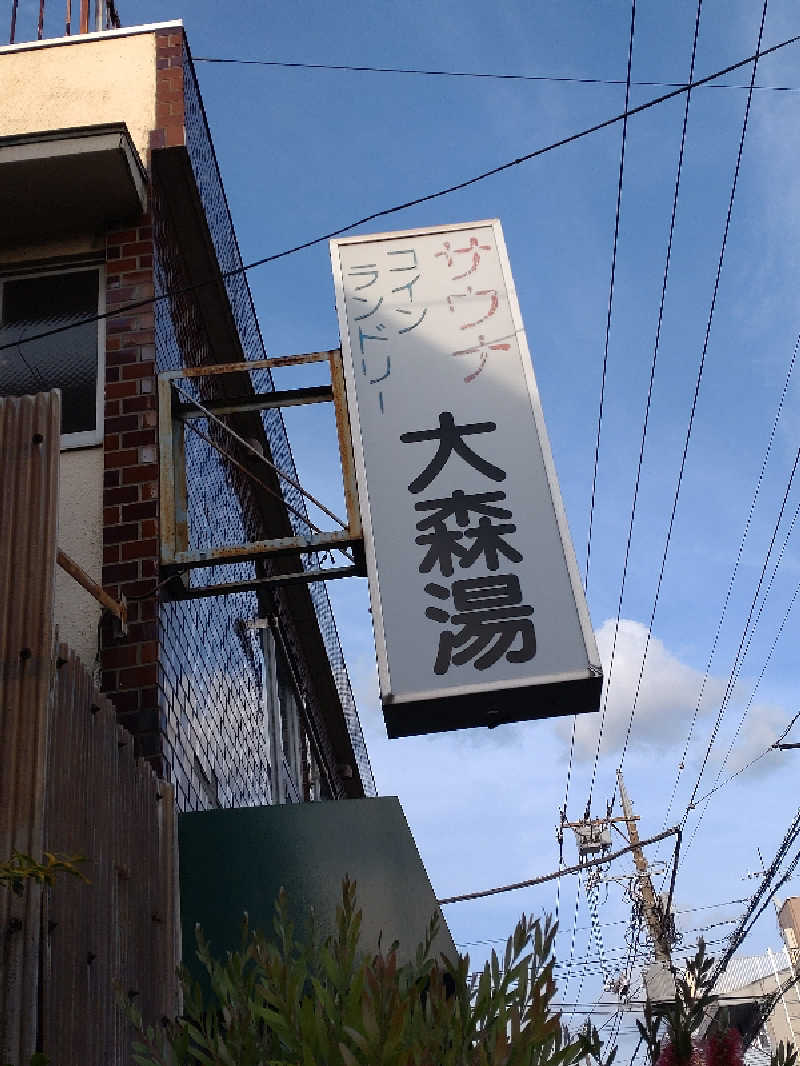 サウナ
コイン
ランドリー
大森湯